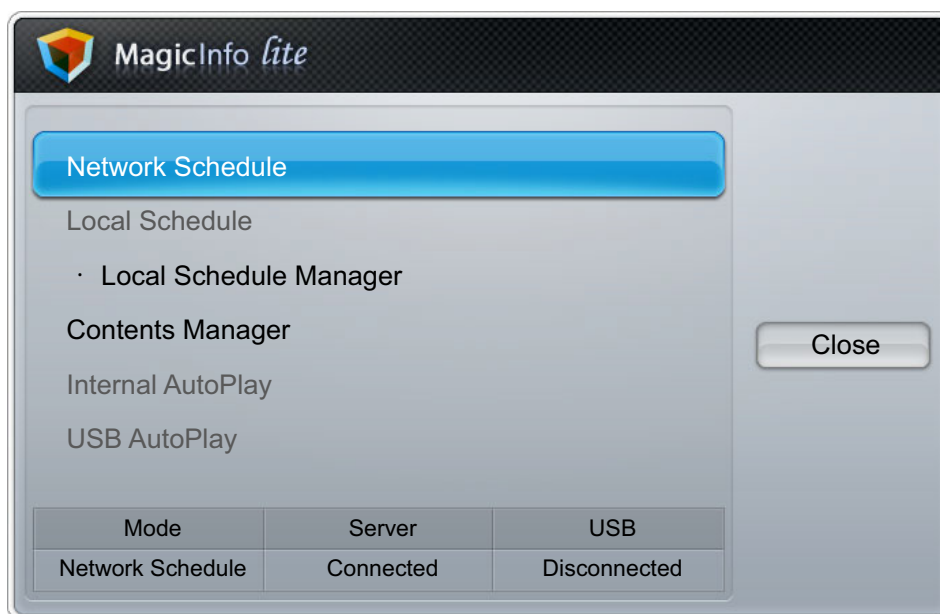 MagicInfo lite
Network Schedule
Local Schedule
· Local Schedule Manager
Contents Manager
Close
Internal AutoPlay
USB AutoPlay
Mode Server USB
Network Schedule Connected Disconnected